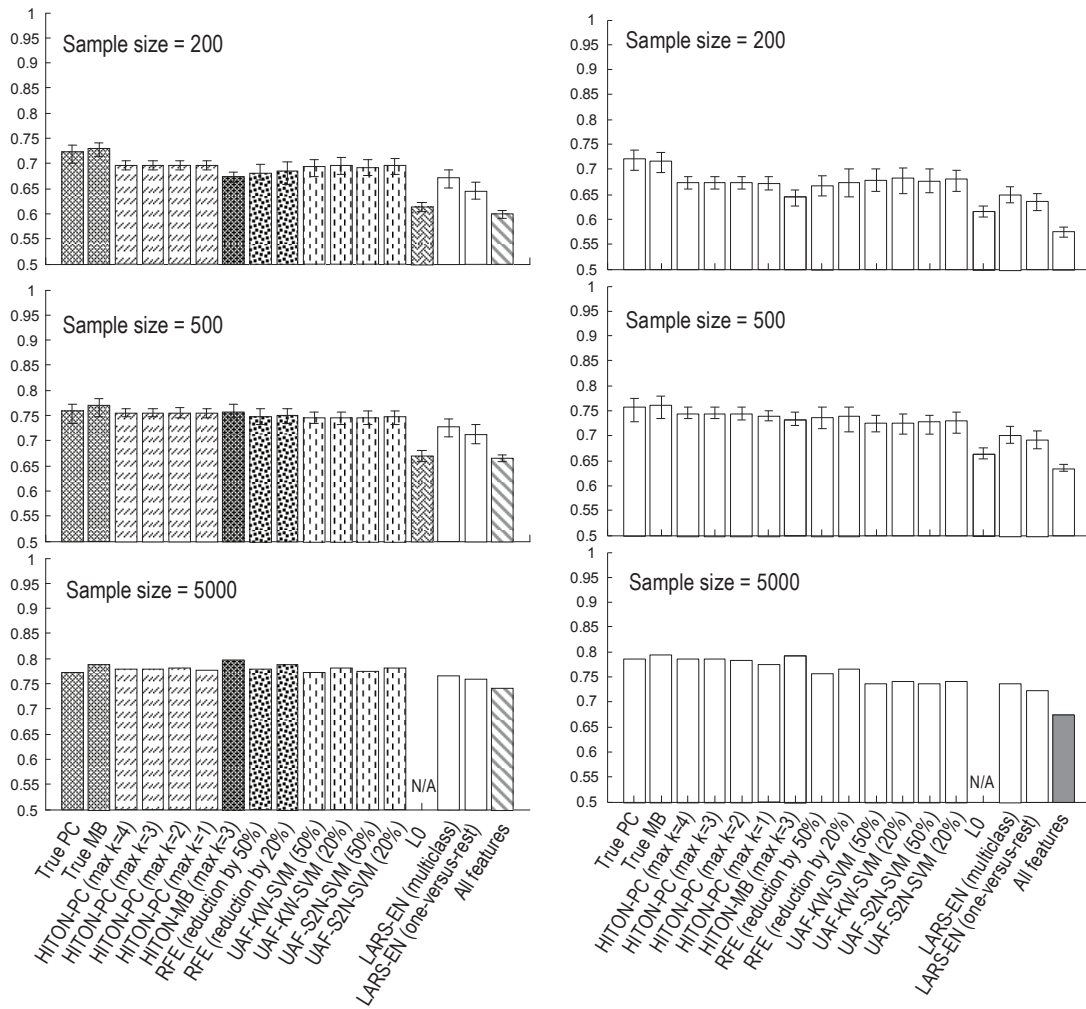 1
0.95
0.9
0.85
0.8
0.75
0.7
0.65
0.6
0.55
0.5
Sample size = 200
1
0.95
0.9
0.85
0.8
0.75
0.7
0.65
0.6
0.55
0.5
Sample size = 500
1
0.95
0.9
0.85
0.8
0.75
0.7
0.65
0.6
0.55
0.5
Sample size = 5000
N/A
True PC
True MB
HITON-PC (max k=4)
HITON-PC (max k=3)
HITON-PC (max k=2)
HITON-PC (max k=1)
HITON-MB (max k=3)
RFE (reduction by 50%)
RFE (reduction by 20%)
UAF-KW-SVM (50%)
UAF-KW-SVM (20%)
UAF-S2N-SVM (50%)
UAF-S2N-SVM (20%)
L0
LARS-EN (multiclass)
LARS-EN (one-versus-rest)
All features
1
0.95
0.9
0.85
0.8
0.75
0.7
0.65
0.6
0.55
0.5
Sample size = 200
1
0.95
0.9
0.85
0.8
0.75
0.7
0.65
0.6
0.55
0.5
Sample size = 500
1
0.95
0.9
0.85
0.8
0.75
0.7
0.65
0.6
0.55
0.5
Sample size = 5000
N/A
True PC
True MB
HITON-PC (max k=4)
HITON-PC (max k=3)
HITON-PC (max k=2)
HITON-PC (max k=1)
HITON-MB (max k=3)
RFE (reduction by 50%)
RFE (reduction by 20%)
UAF-KW-SVM (50%)
UAF-KW-SVM (20%)
UAF-S2N-SVM (50%)
UAF-S2N-SVM (20%)
L0
LARS-EN (multiclass)
LARS-EN (one-versus-rest)
All features